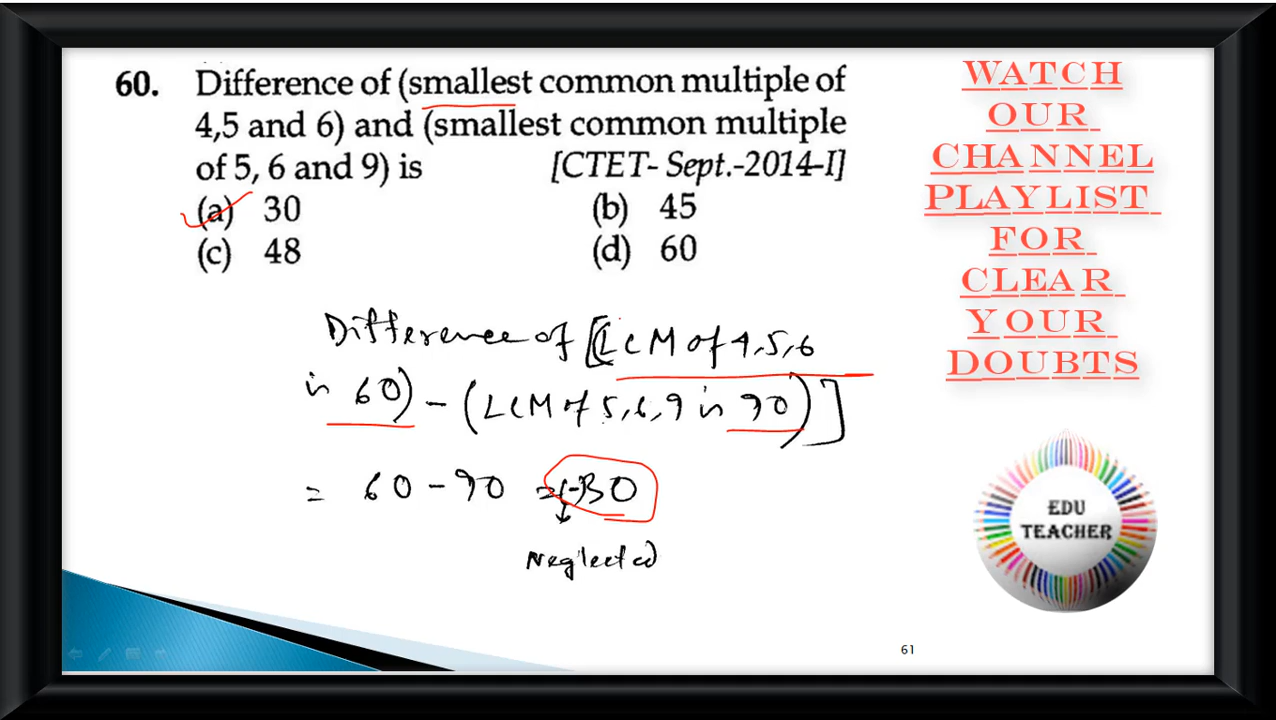 60. Difference of (smallest common multiple of
4,5 and 6) and (smallest common multiple
of 5, 6 and 9) is [CTET- Sept.-2014-I]
(a) 30 (b) 45
(c) 48 (d) 60
Difference of [(LCM of 4,5,6
is 60) - (LCM of 5,6,9 is 90)]
= 60 - 90 = (-30
Neglected
WATCH
OUR
CHANNEL
PLAYLIST
FOR
CLEAR
YOUR
DOUBTS
EDU
TEACHER
61